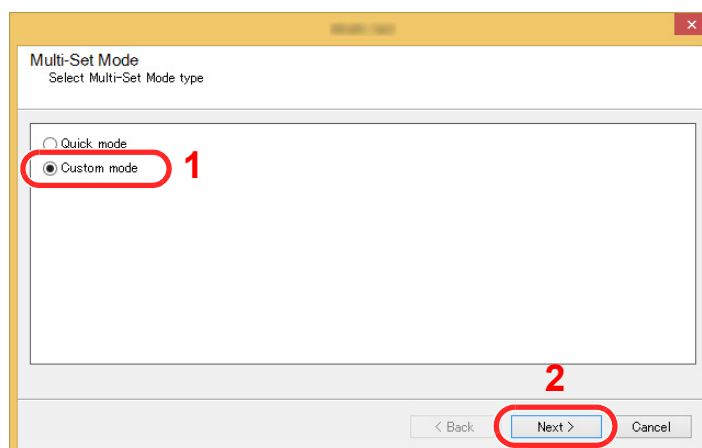 Multi-Set Mode
Select Multi-Set Mode type
Quick mode
Custom mode
1
2
< Back
Next >
Cancel